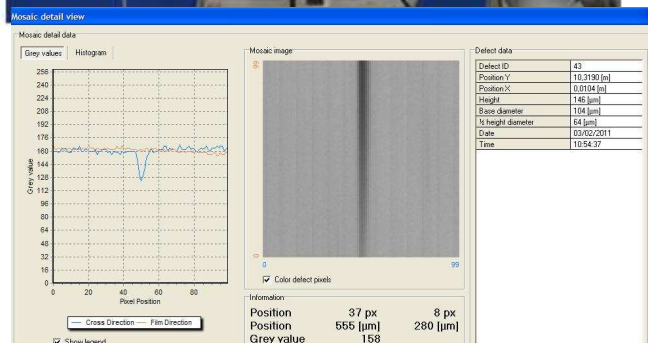 Mosaic detail view
Mosaic detail data
Grey values Histogram
256
240
224
208
192
176
160
144
128
112
96
80
64
48
32
16
0
Grey value
0 20 40 60 80
Pixel Position
Cross Direction Film Direction
Show legend
Mosaic image
99
0
0 99
Color defect pixels
Information
Position 37 px 8 px
Position 555 [µm] 280 [µm]
Grey value 158
Defect data
Defect ID 43
Position Y 10,3190 [m]
Position X 0,0104 [m]
Height 146 [µm]
Base diameter 104 [µm]
½ height diameter 64 [µm]
Date 03/02/2011
Time 10:54:37